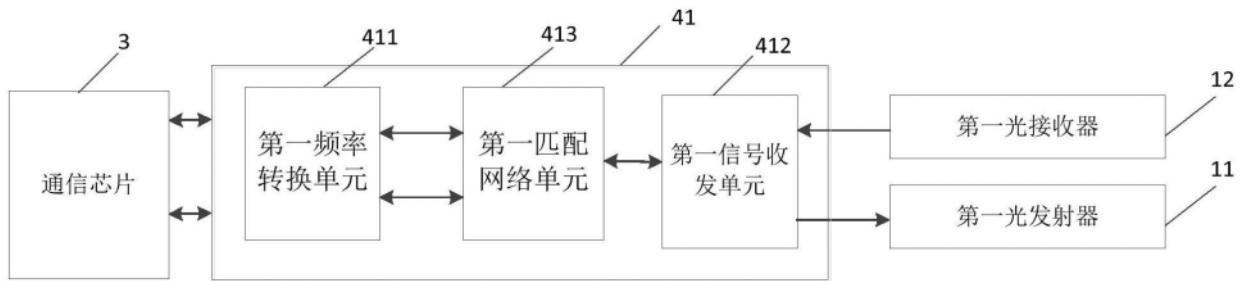 3
411
413
41
412
12
11
通信芯片
第一频率
转换单元
第一匹配
网络单元
第一信号收
发单元
第一光接收器
第一光发射器